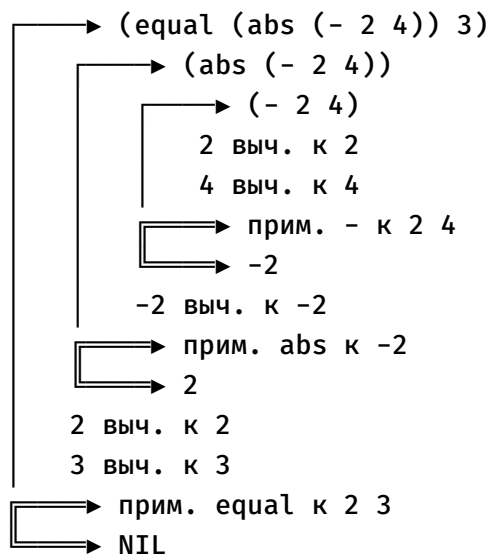 (equal (abs (- 2 4)) 3)
(abs (- 2 4))
(- 2 4)
2 выч. к 2
4 выч. к 4
прим. - к 2 4
-2
-2 выч. к -2
прим. abs к -2
2
2 выч. к 2
3 выч. к 3
прим. equal к 2 3
NIL